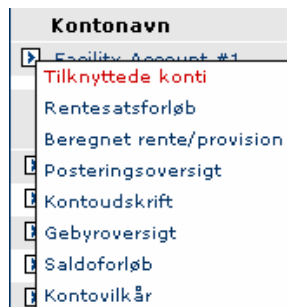 Kontonavn
Facility Account #1
Tilknyttede konti
Rentesatsforløb
Beregnet rente/provision
Posteringsoversigt
Kontoudskrift
Gebyroversigt
Saldoforløb
Kontovilkår